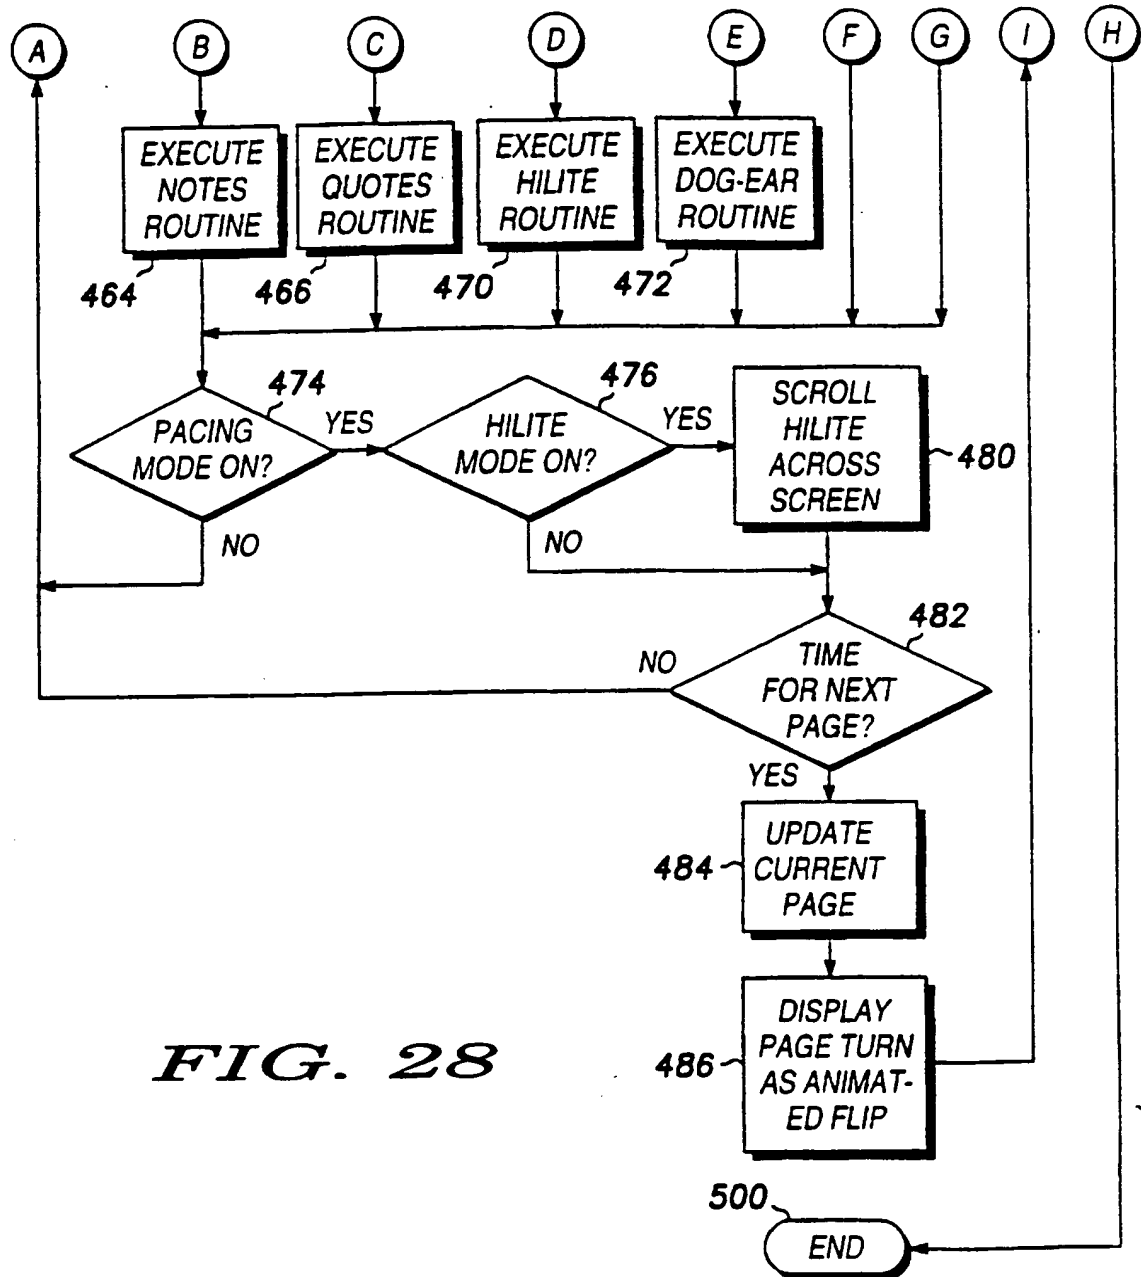 A
B
C
D
E
F
G
I
H
EXECUTE
NOTES
ROUTINE
464
EXECUTE
QUOTES
ROUTINE
466
EXECUTE
HILITE
ROUTINE
470
EXECUTE
DOG-EAR
ROUTINE
472
474
PACING
MODE ON?
YES
NO
476
HILITE
MODE ON?
YES
NO
SCROLL
HILITE
ACROSS
SCREEN
480
482
TIME
FOR NEXT
PAGE?
NO
YES
484
UPDATE
CURRENT
PAGE
486
DISPLAY
PAGE TURN
AS ANIMAT-
ED FLIP
FIG. 28
500
END